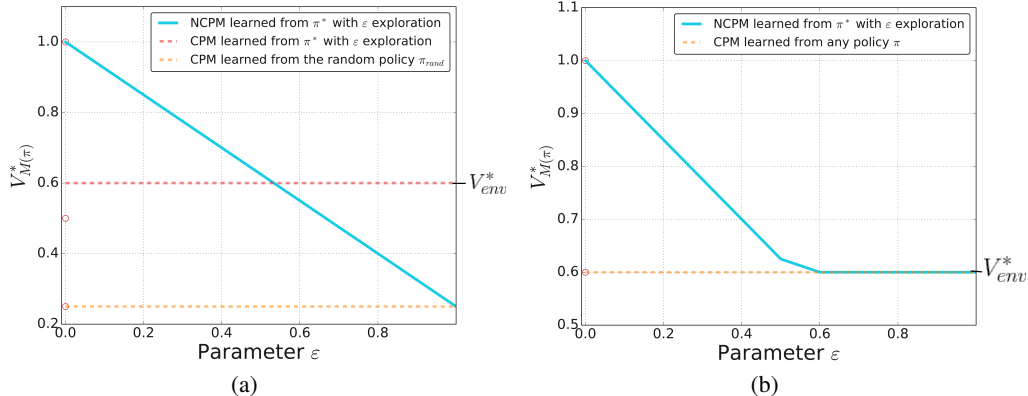 NCPM learned from π* with ε exploration
CPM learned from π* with ε exploration
CPM learned from the random policy π_rand
1.0
0.8
0.6
0.4
0.2
V*_M(π)
V*_env
0.0 0.2 0.4 0.6 0.8
Parameter ε
(a)
NCPM learned from π* with ε exploration
CPM learned from any policy π
1.1
1.0
0.9
0.8
0.7
0.6
0.5
V*_M(π)
V*_env
0.0 0.2 0.4 0.6 0.8
Parameter ε
(b)